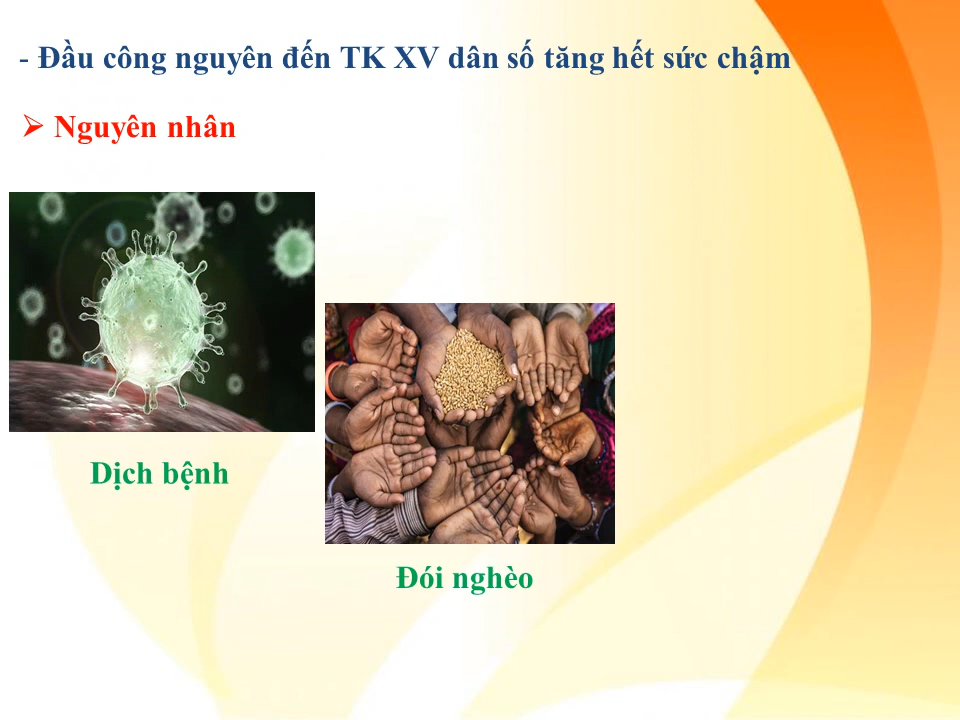 - Đầu công nguyên đến TK XV dân số tăng hết sức chậm
➢ Nguyên nhân
Dịch bệnh
Đói nghèo